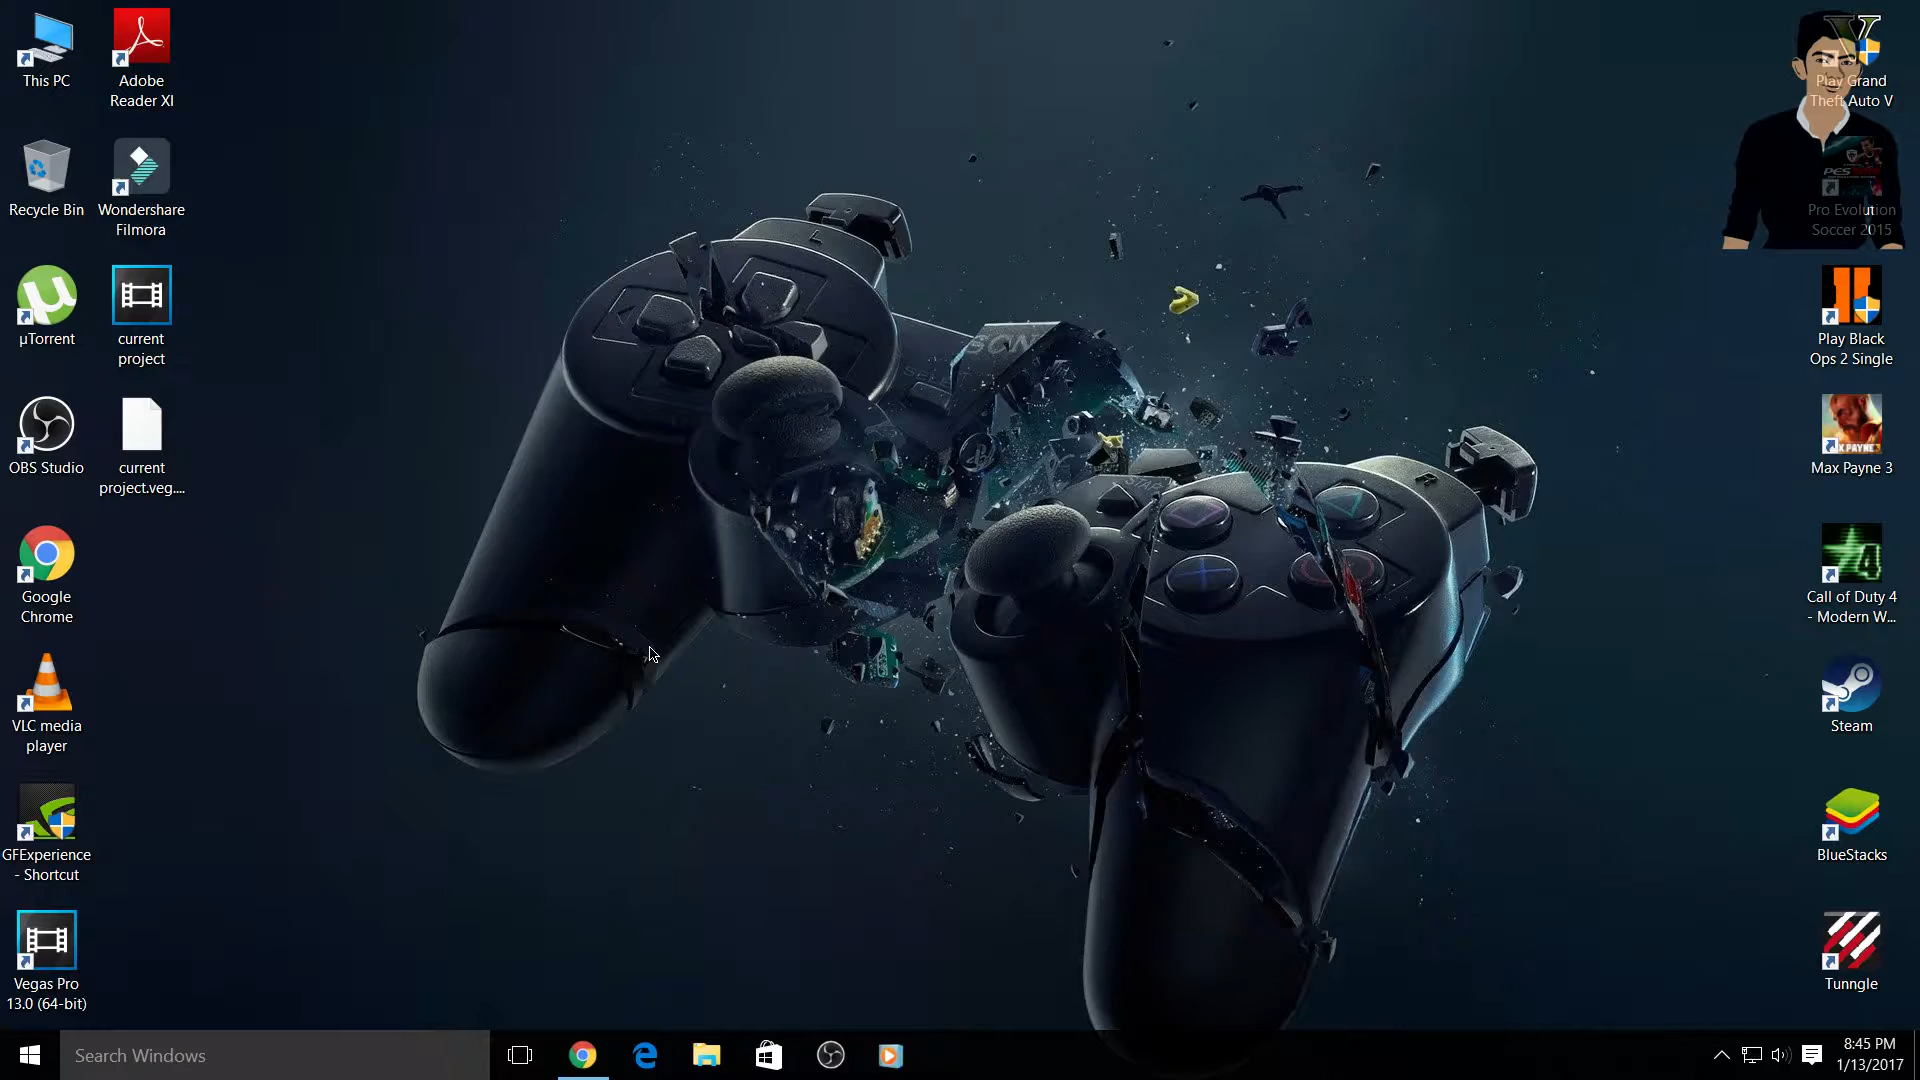 This PC
Adobe
Reader XI
Recycle Bin
Wondershare
Filmora
µTorrent
current
project
OBS Studio
current
project.veg....
Google
Chrome
VLC media
player
GFExperience
- Shortcut
Vegas Pro
13.0 (64-bit)
Play Grand
Theft Auto V
Pro Evolution
Soccer 2015
Play Black
Ops 2 Single
Max Payne 3
Call of Duty 4
- Modern W...
Steam
BlueStacks
Tunngle
L
SONY
R
Search Windows
8:45 PM
1/13/2017